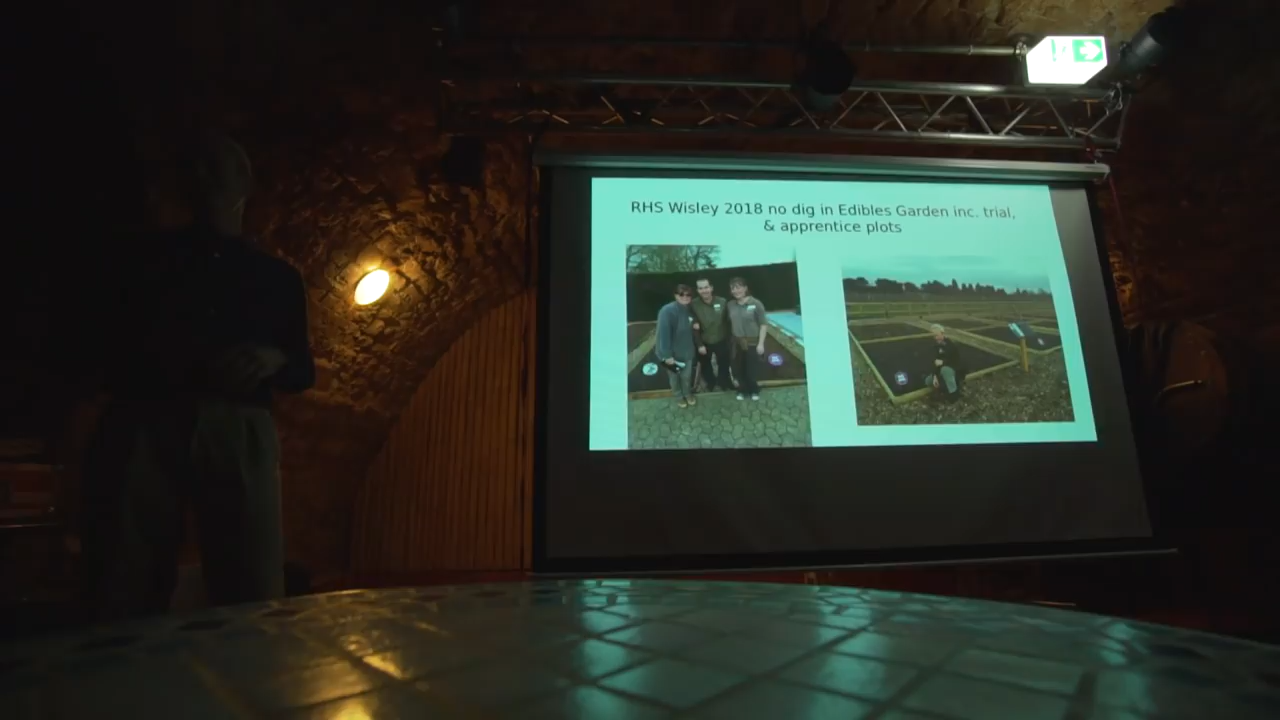 RHS Wisley 2018 no dig in Edibles Garden inc. trial,
& apprentice plots